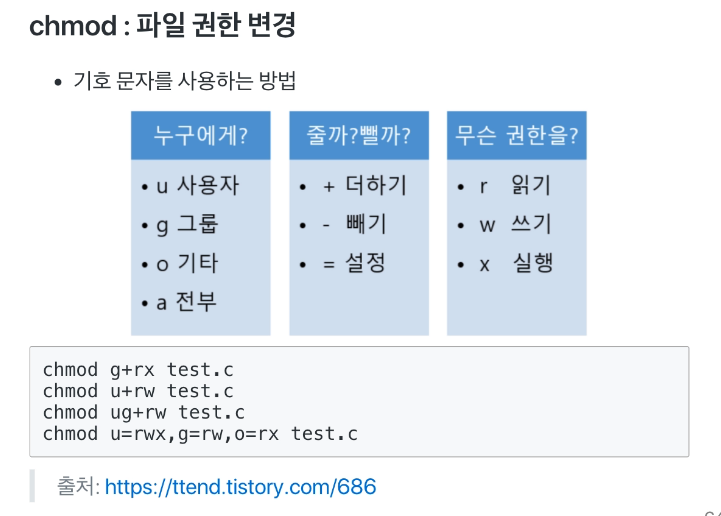 chmod : 파일 권한 변경
• 기호 문자를 사용하는 방법
누구에게?
• u 사용자
• g 그룹
• o 기타
• a 전부
줄까?뺄까?
• + 더하기
• - 빼기
• = 설정
무슨 권한을?
• r 읽기
• w 쓰기
• x 실행
chmod g+rx test.c
chmod u+rw test.c
chmod ug+rw test.c
chmod u=rwx,g=rw,o=rx test.c
출처: https://ttend.tistory.com/686